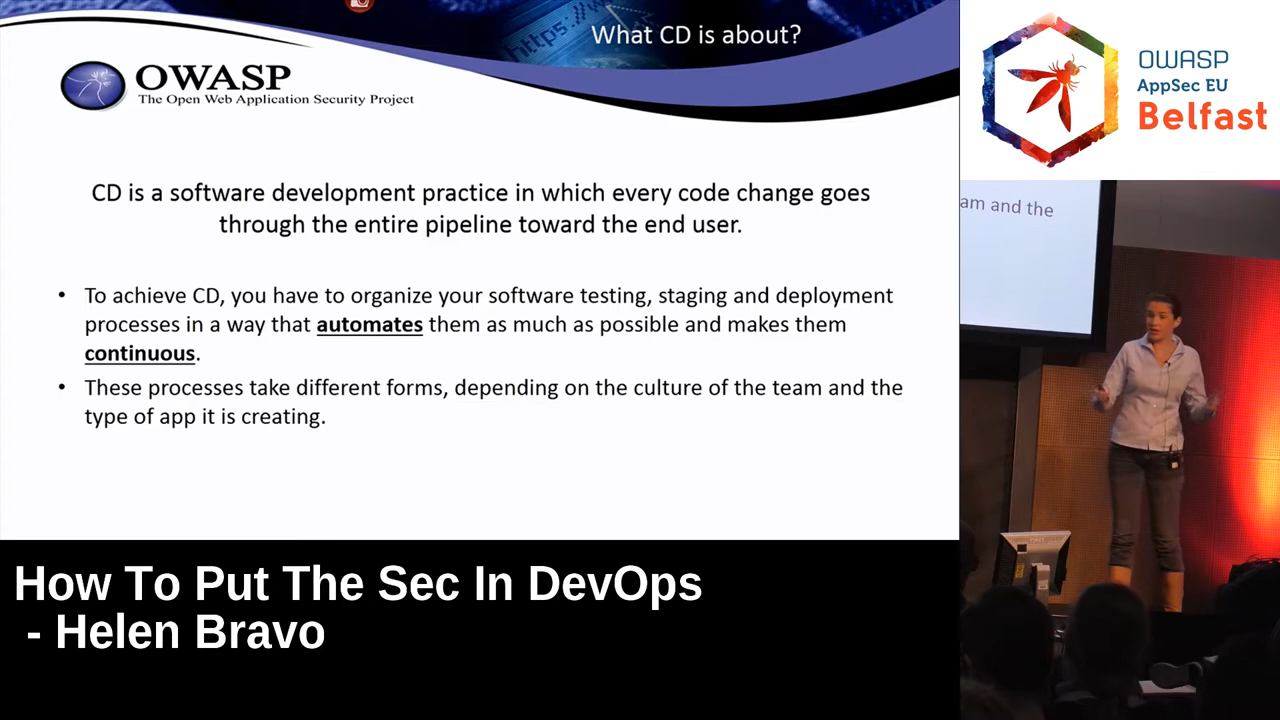 What CD is about?
https://w
OWASP
The Open Web Application Security Project
CD is a software development practice in which every code change goes
through the entire pipeline toward the end user.
• To achieve CD, you have to organize your software testing, staging and deployment
processes in a way that automates them as much as possible and makes them
continuous.
• These processes take different forms, depending on the culture of the team and the
type of app it is creating.
OWASP
AppSec EU
Belfast
am and the
How To Put The Sec In DevOps
- Helen Bravo